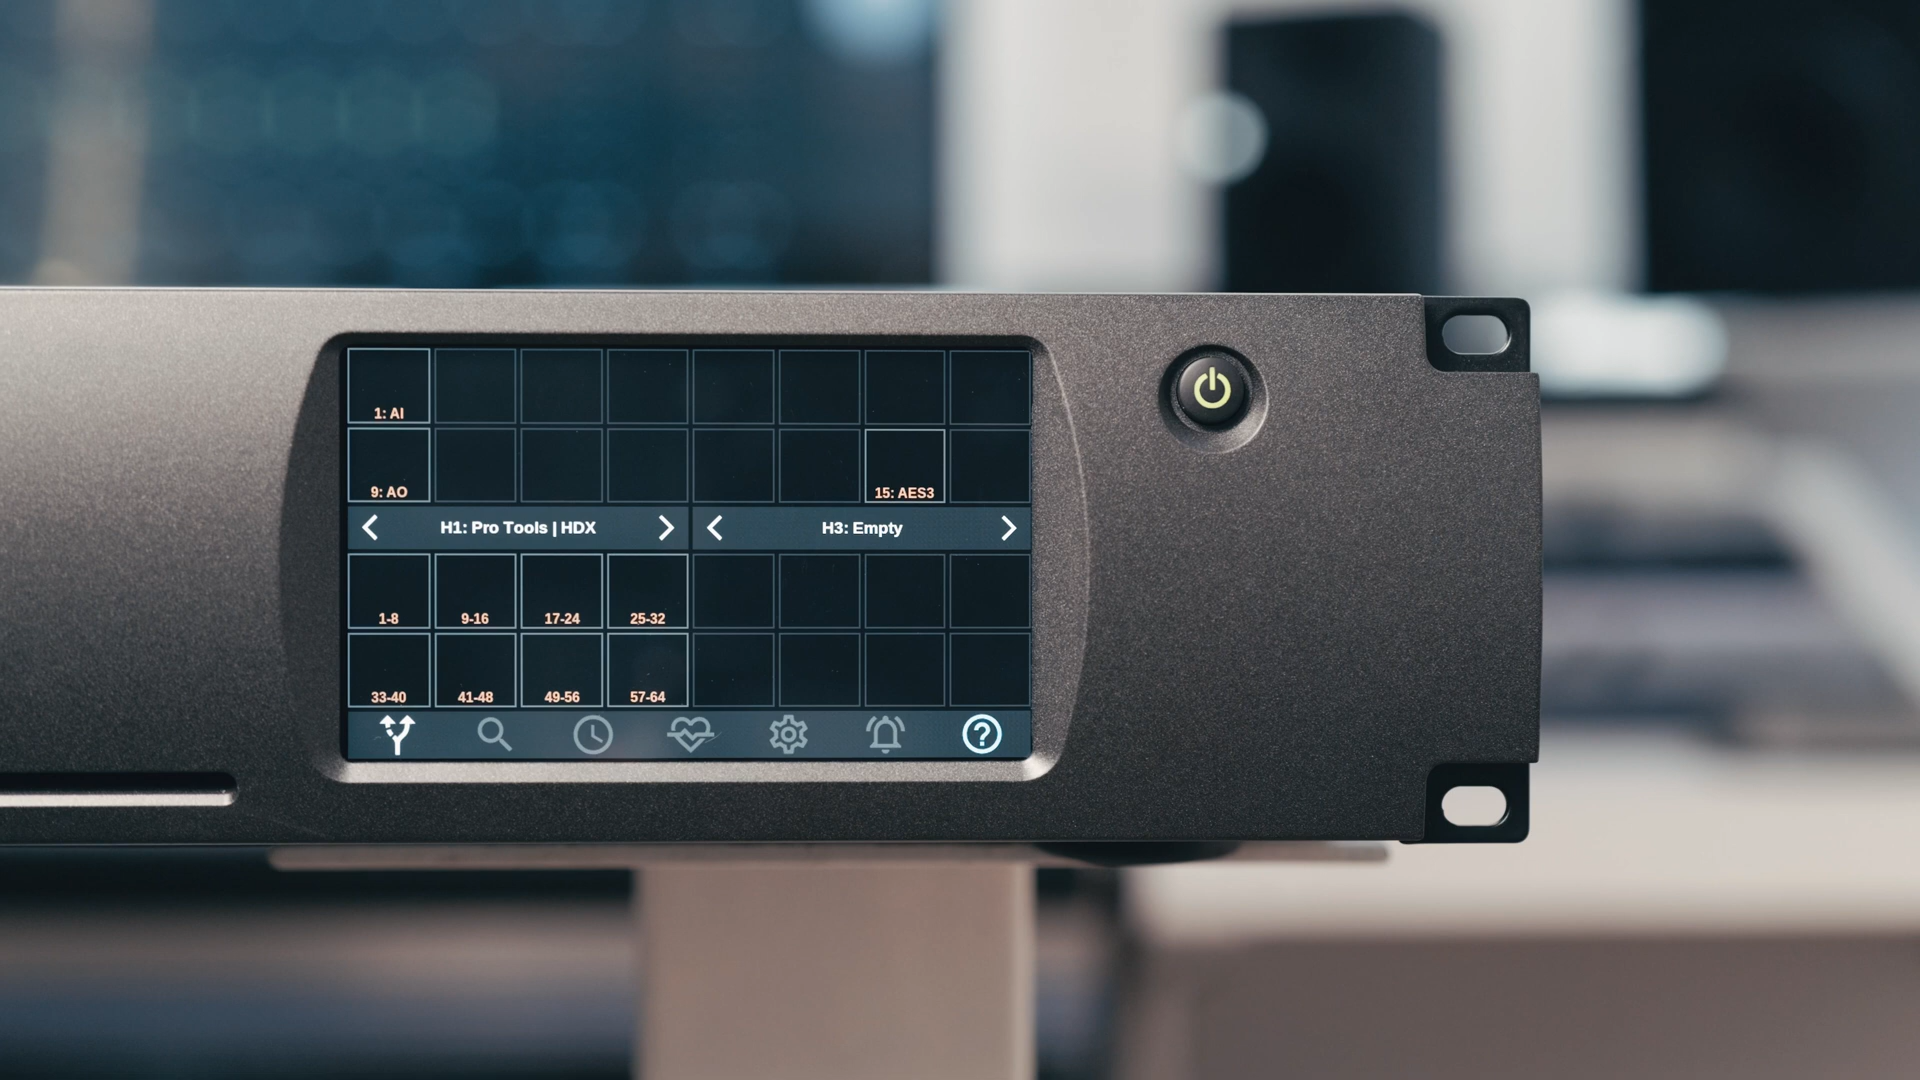 1: AI
9: AO
15: AES3
H1: Pro Tools | HDX
H3: Empty
1-8
9-16
17-24
25-32
33-40
41-48
49-56
57-64
?